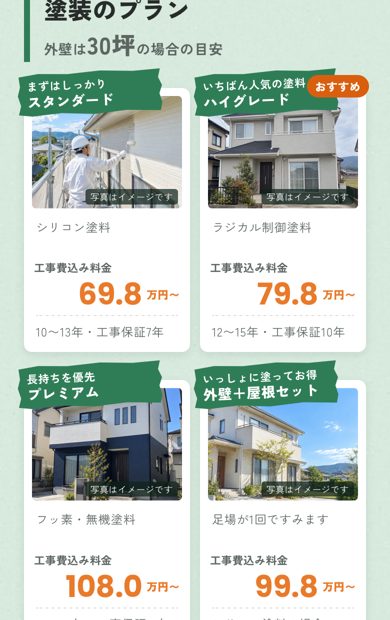 塗装のプラン
外壁は30坪の場合の目安
まずはしっかり
スタンダード
写真はイメージです
シリコン塗料
工事費込み料金
69.8 万円〜
10〜13年・工事保証7年
いちばん人気の塗料
おすすめ
ハイグレード
写真はイメージです
ラジカル制御塗料
工事費込み料金
79.8 万円〜
12〜15年・工事保証10年
長持ちを優先
プレミアム
写真はイメージです
フッ素・無機塗料
工事費込み料金
108.0 万円〜
いっしょに塗ってお得
外壁＋屋根セット
写真はイメージです
足場が1回ですみます
工事費込み料金
99.8 万円〜